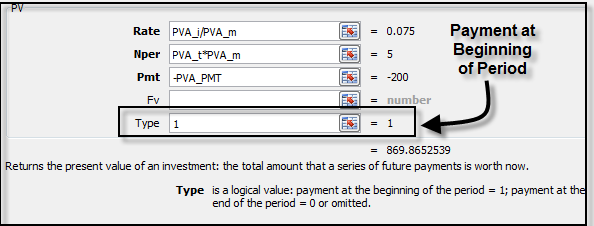 PV
Rate PVA_i/PVA_m = 0.075
Nper PVA_t*PVA_m = 5
Pmt -PVA_PMT = -200
Fv = number
Type 1 = 1
Payment at
Beginning
of Period
= 869.8652539
Returns the present value of an investment: the total amount that a series of future payments is worth now.
Type is a logical value: payment at the beginning of the period = 1; payment at the
end of the period = 0 or omitted.